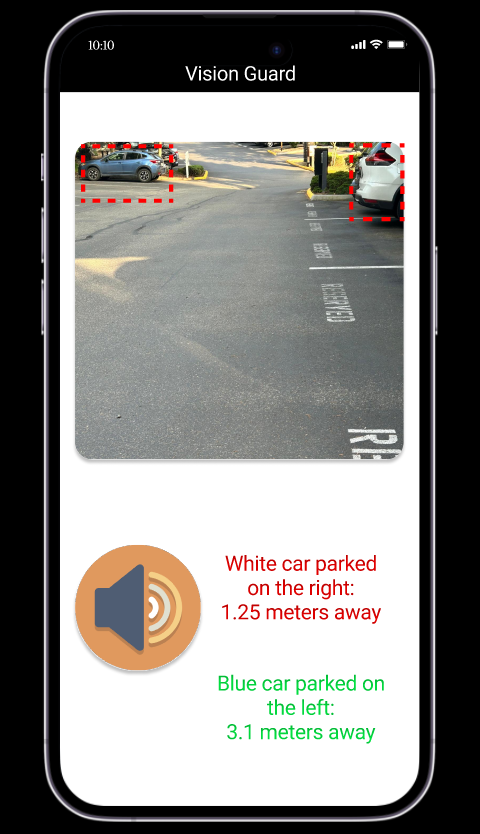 10:10
Vision Guard
RESERVED
RESERVED
White car parked
on the right:
1.25 meters away
Blue car parked on
the left:
3.1 meters away